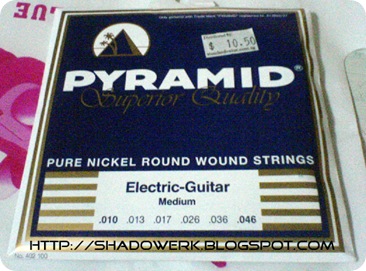 $ 10.50
PYRAMID®
Superior Quality
PURE NICKEL ROUND WOUND STRINGS
Electric-Guitar
Medium
.010 .013 .017 .026 .036 .046
HTTP://SHADOWERK.BLOGSPOT.COM